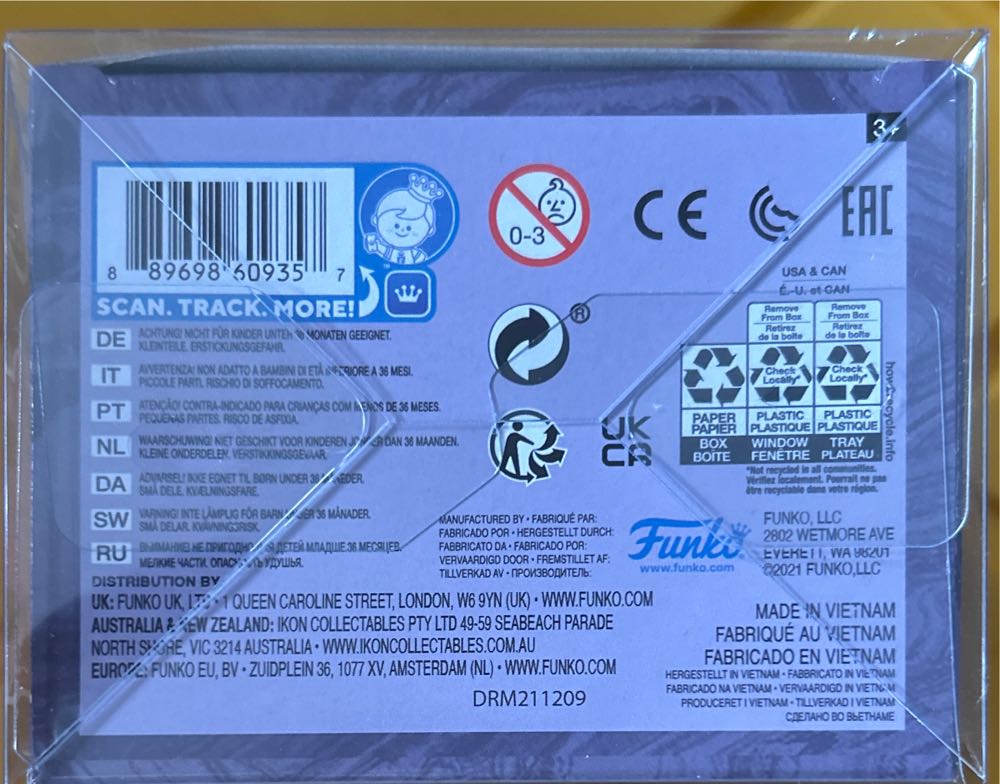 3+
8 89698 60935 7
SCAN. TRACK. MORE!
™
0-3
CE
EAC
®
UK
CA
USA & CAN
É.-U. et CAN
Remove
From Box
Retirez
de la boîte
Remove
From Box
Retirez
de la boîte
Check
Locally*
Check
Locally*
PAPER
PAPIER
PLASTIC
PLASTIQUE
PLASTIC
PLASTIQUE
BOX
BOÎTE
WINDOW
FENÊTRE
TRAY
PLATEAU
how2recycle.info
*Not recycled in all communities.
Vérifiez localement. Pourrait ne pas
être recyclable dans votre région.
DE ACHTUNG! NICHT FÜR KINDER UNTER 36 MONATEN GEEIGNET.
KLEINTEILE. ERSTICKUNGSGEFAHR.
IT AVVERTENZA: NON ADATTO A BAMBINI DI ETÀ INFERIORE A 36 MESI.
PICCOLE PARTI. RISCHIO DI SOFFOCAMENTO.
PT ATENÇÃO! CONTRA-INDICADO PARA CRIANÇAS COM MENOS DE 36 MESES.
PEQUENAS PARTES. RISCO DE ASFIXIA.
NL WAARSCHUWING! NIET GESCHIKT VOOR KINDEREN JONGER DAN 36 MAANDEN.
KLEINE ONDERDELEN. VERSTIKKINGSGEVAAR.
DA ADVARSEL! IKKE EGNET TIL BØRN UNDER 36 MÅNEDER.
SMÅ DELE. KVÆLNINGSFARE.
SW VARNING! INTE LÄMPLIG FÖR BARN UNDER 36 MÅNADER.
SMÅ DELAR. KVÄVNINGSRISK.
RU ВНИМАНИЕ! НЕ ПРИГОДНО ДЛЯ ДЕТЕЙ МЛАДШЕ 36 МЕСЯЦЕВ.
МЕЛКИЕ ЧАСТИ. ОПАСНОСТЬ УДУШЬЯ.
MANUFACTURED BY • FABRIQUÉ PAR:
FABRICADO POR • HERGESTELLT DURCH:
FABBRICATO DA • FABRICADO POR:
VERVAARDIGD DOOR • FREMSTILLET AF:
TILLVERKAD AV • ПРОИЗВОДИТЕЛЬ:
Funko
www.funko.com
FUNKO, LLC
2802 WETMORE AVE
EVERETT, WA 98201
©2021 FUNKO,LLC
DISTRIBUTION BY
UK: FUNKO UK, LTD • 1 QUEEN CAROLINE STREET, LONDON, W6 9YN (UK) • WWW.FUNKO.COM
AUSTRALIA & NEW ZEALAND: IKON COLLECTABLES PTY LTD 49-59 SEABEACH PARADE
NORTH SHORE, VIC 3214 AUSTRALIA • WWW.IKONCOLLECTABLES.COM.AU
EUROPE: FUNKO EU, BV • ZUIDPLEIN 36, 1077 XV, AMSTERDAM (NL) • WWW.FUNKO.COM
DRM211209
MADE IN VIETNAM
FABRIQUÉ AU VIETNAM
FABRICADO EN VIETNAM
HERGESTELLT IN VIETNAM • FABBRICATO IN VIETNAM
FABRICADO NA VIETNAM • VERVAARDIGD IN VIETNAM
PRODUCERET I VIETNAM • TILLVERKAD I VIETNAM
СДЕЛАНО ВО ВЬЕТНАМЕ